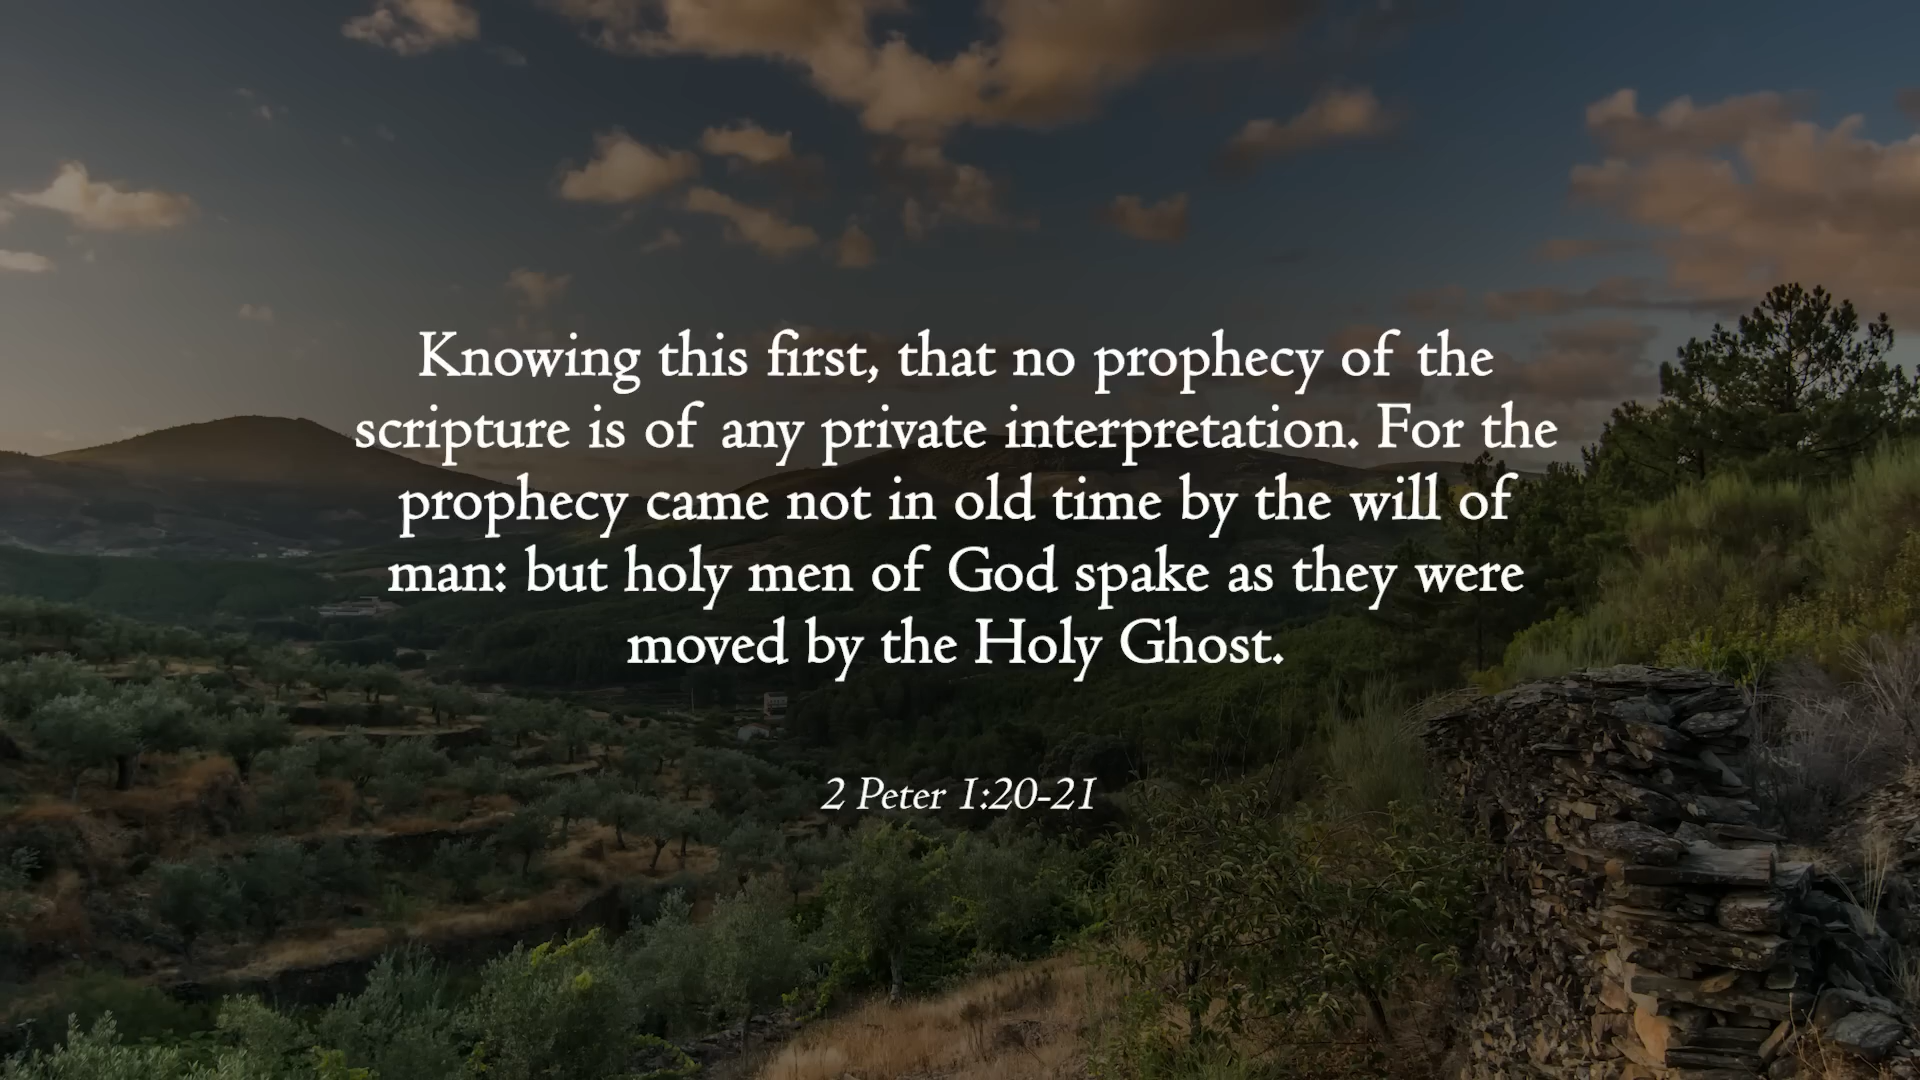 Knowing this first, that no prophecy of the
scripture is of any private interpretation. For the
prophecy came not in old time by the will of
man: but holy men of God spake as they were
moved by the Holy Ghost.
2 Peter 1:20-21